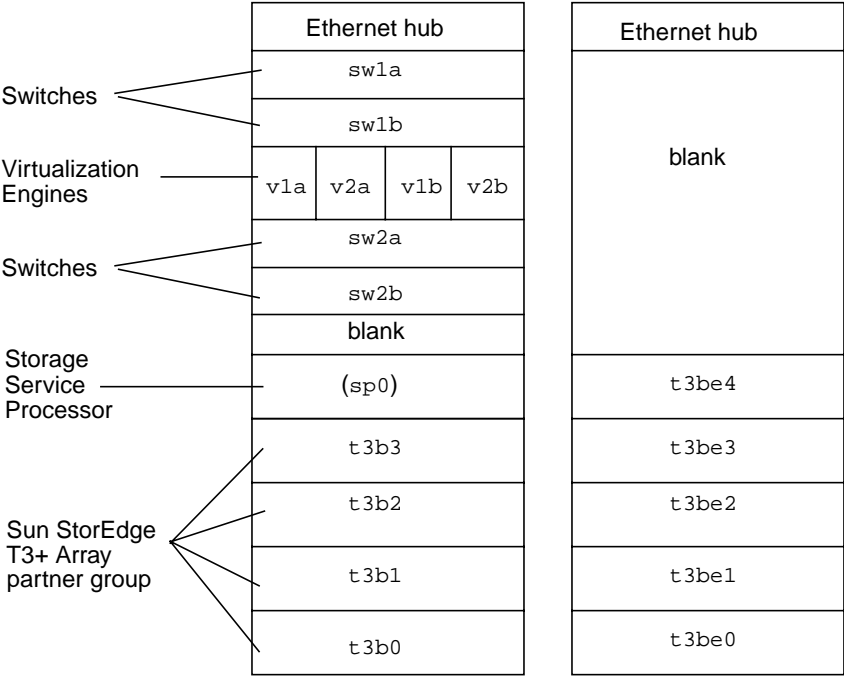 Ethernet hub
sw1a
Switches
sw1b
Virtualization
Engines
v1a
v2a
v1b
v2b
sw2a
Switches
sw2b
blank
Storage
Service
Processor
(sp0)
t3b3
t3b2
Sun StorEdge
T3+ Array
partner group
t3b1
t3b0
Ethernet hub
blank
t3be4
t3be3
t3be2
t3be1
t3be0